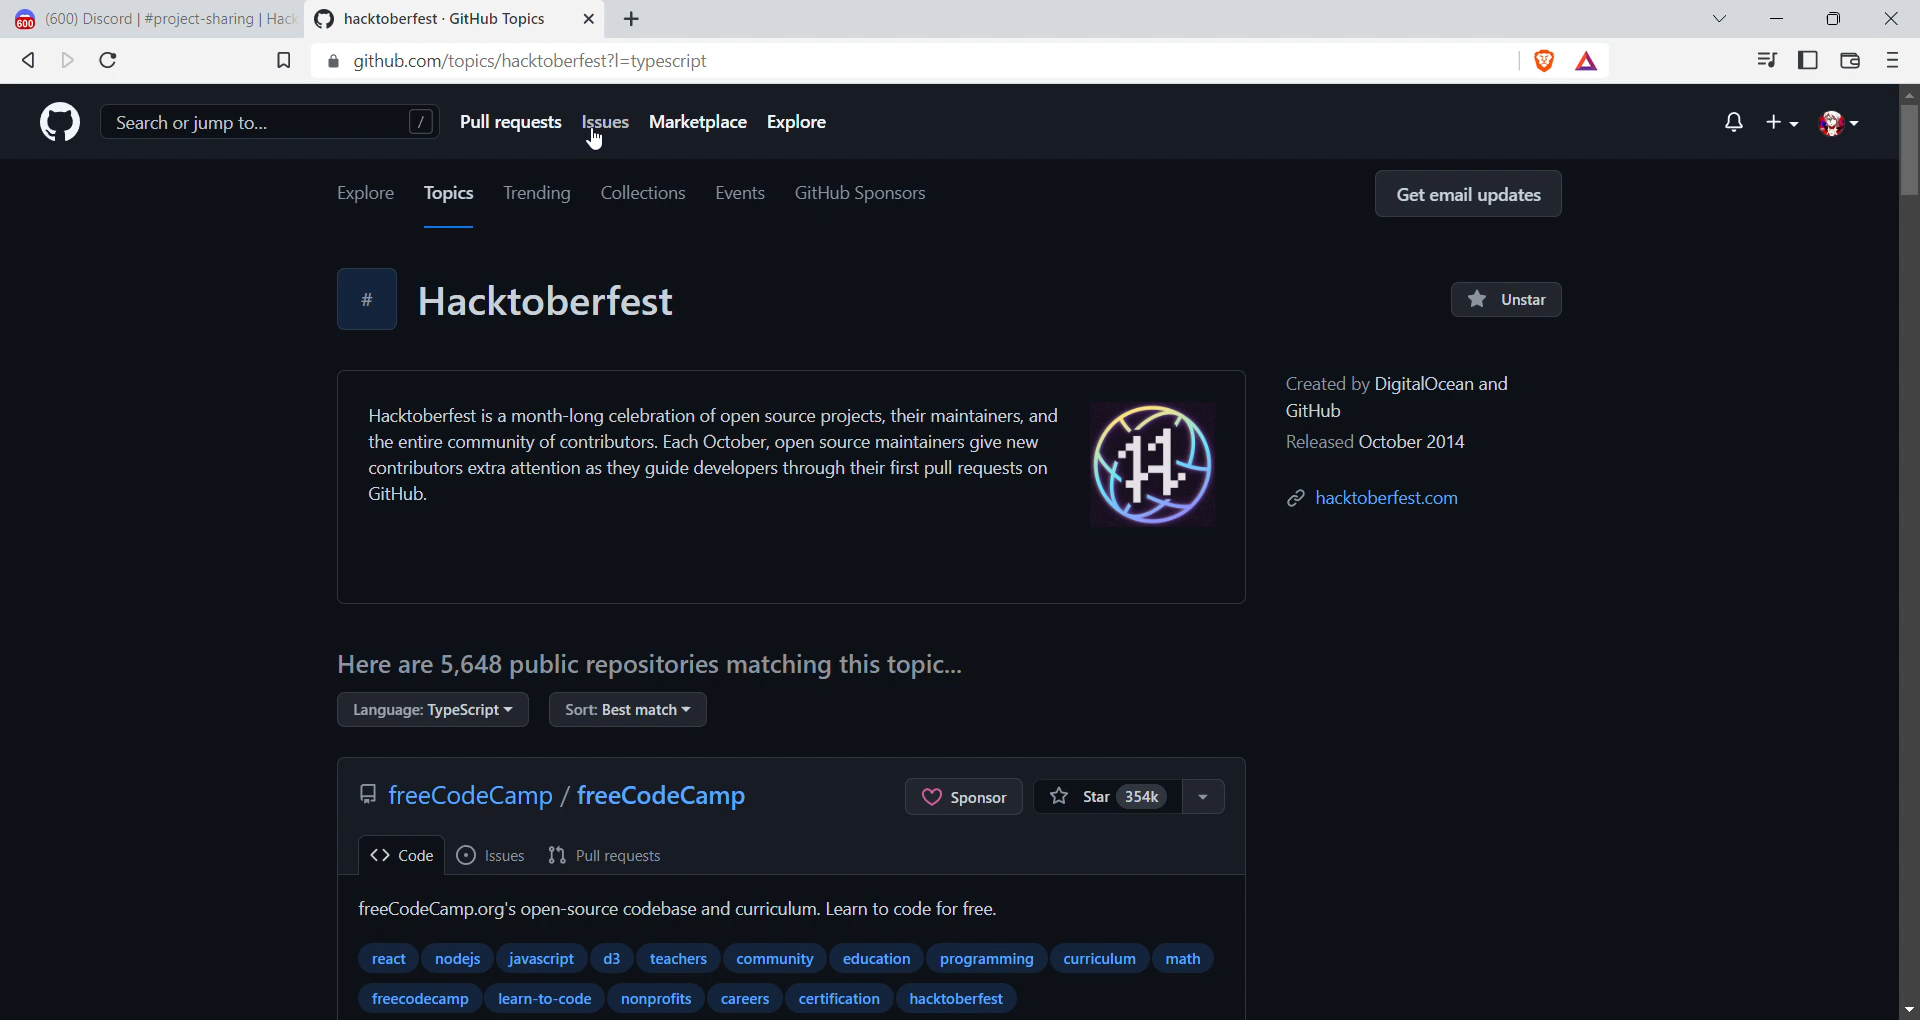 600 (600) Discord | #project-sharing | Hack hacktoberfest · GitHub Topics
github.com/topics/hacktoberfest?l=typescript
Search or jump to... / Pull requests Issues Marketplace Explore
Explore Topics Trending Collections Events GitHub Sponsors Get email updates
# Hacktoberfest Unstar
Hacktoberfest is a month-long celebration of open source projects, their maintainers, and
the entire community of contributors. Each October, open source maintainers give new
contributors extra attention as they guide developers through their first pull requests on
GitHub.
Created by DigitalOcean and
GitHub
Released October 2014
hacktoberfest.com
Here are 5,648 public repositories matching this topic...
Language: TypeScript Sort: Best match
freeCodeCamp / freeCodeCamp Sponsor Star 354k
<> Code Issues Pull requests
freeCodeCamp.org's open-source codebase and curriculum. Learn to code for free.
react nodejs javascript d3 teachers community education programming curriculum math
freecodecamp learn-to-code nonprofits careers certification hacktoberfest